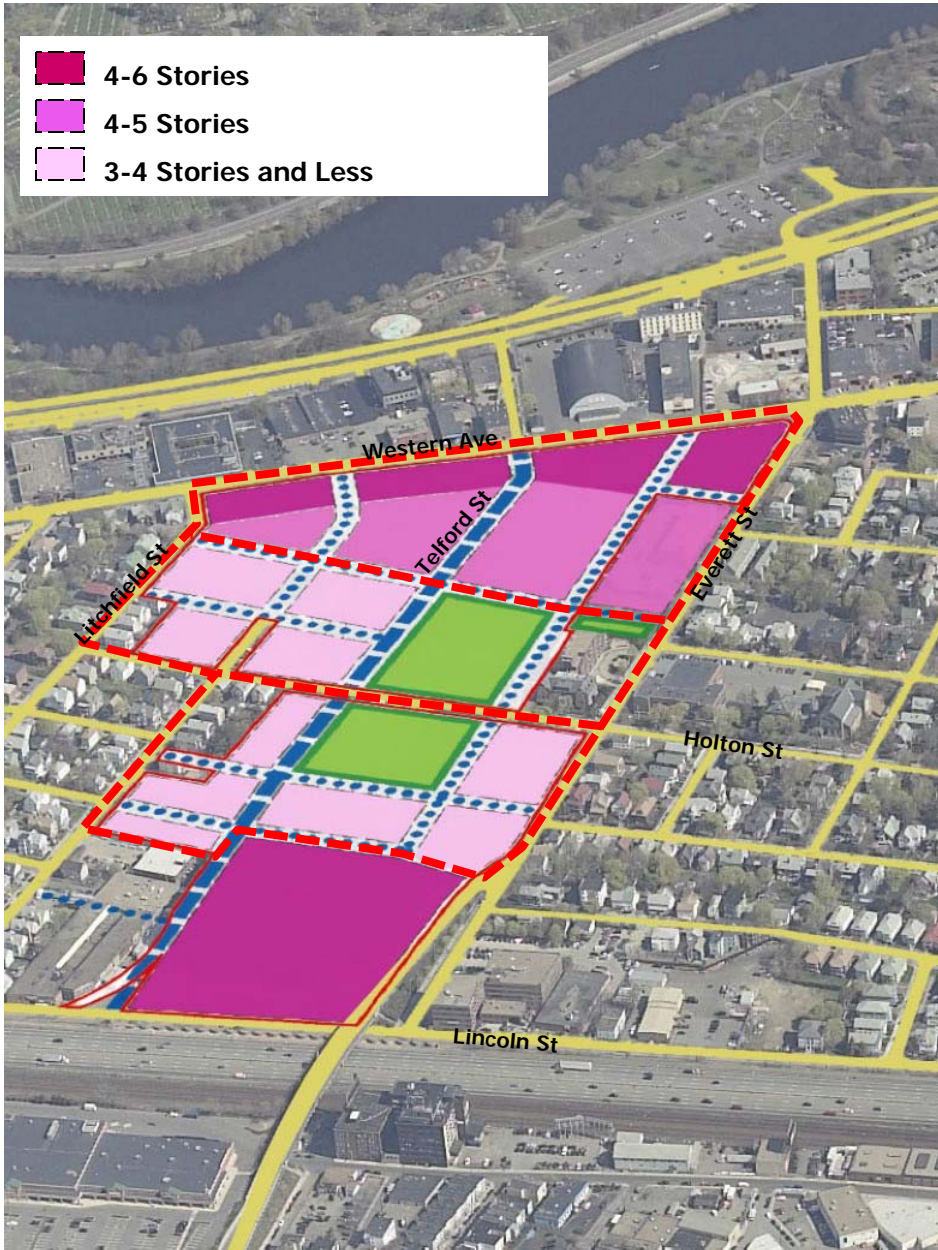 4-6 Stories
4-5 Stories
3-4 Stories and Less
Western Ave
Telford St
Everett St
Litchfield St
Holton St
Lincoln St